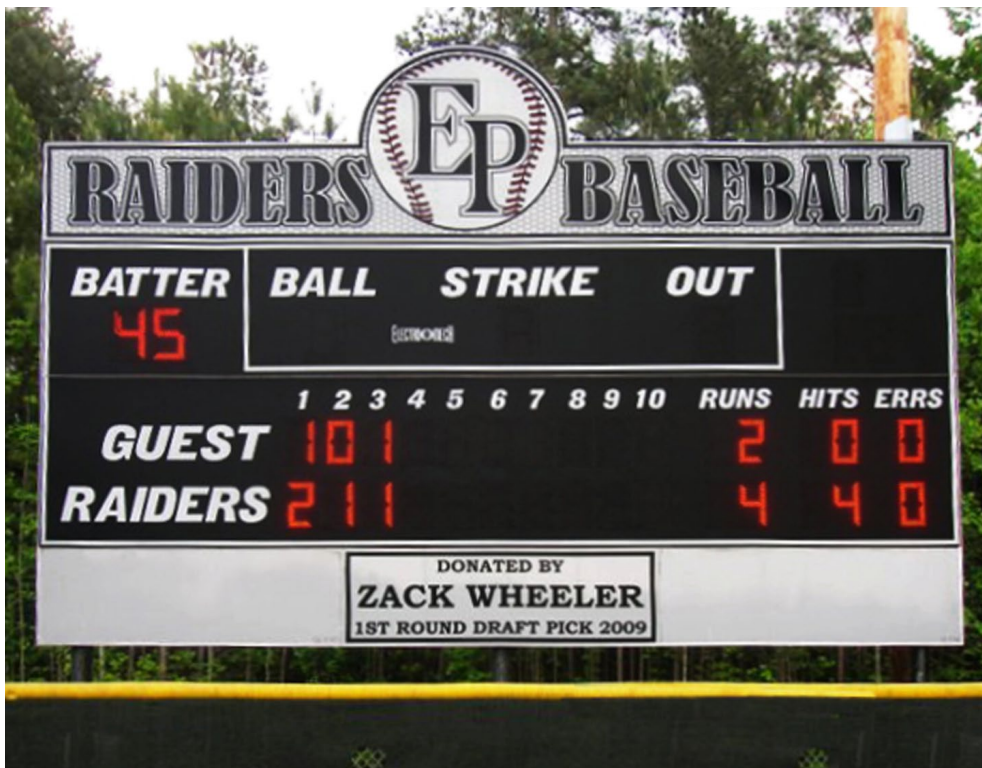 EP
RAIDERS BASEBALL
BATTER BALL STRIKE OUT
45
1 2 3 4 5 6 7 8 9 10 RUNS HITS ERRS
GUEST 1 0 1 2 0 0
RAIDERS 2 1 1 4 4 0
DONATED BY
ZACK WHEELER
1ST ROUND DRAFT PICK 2009